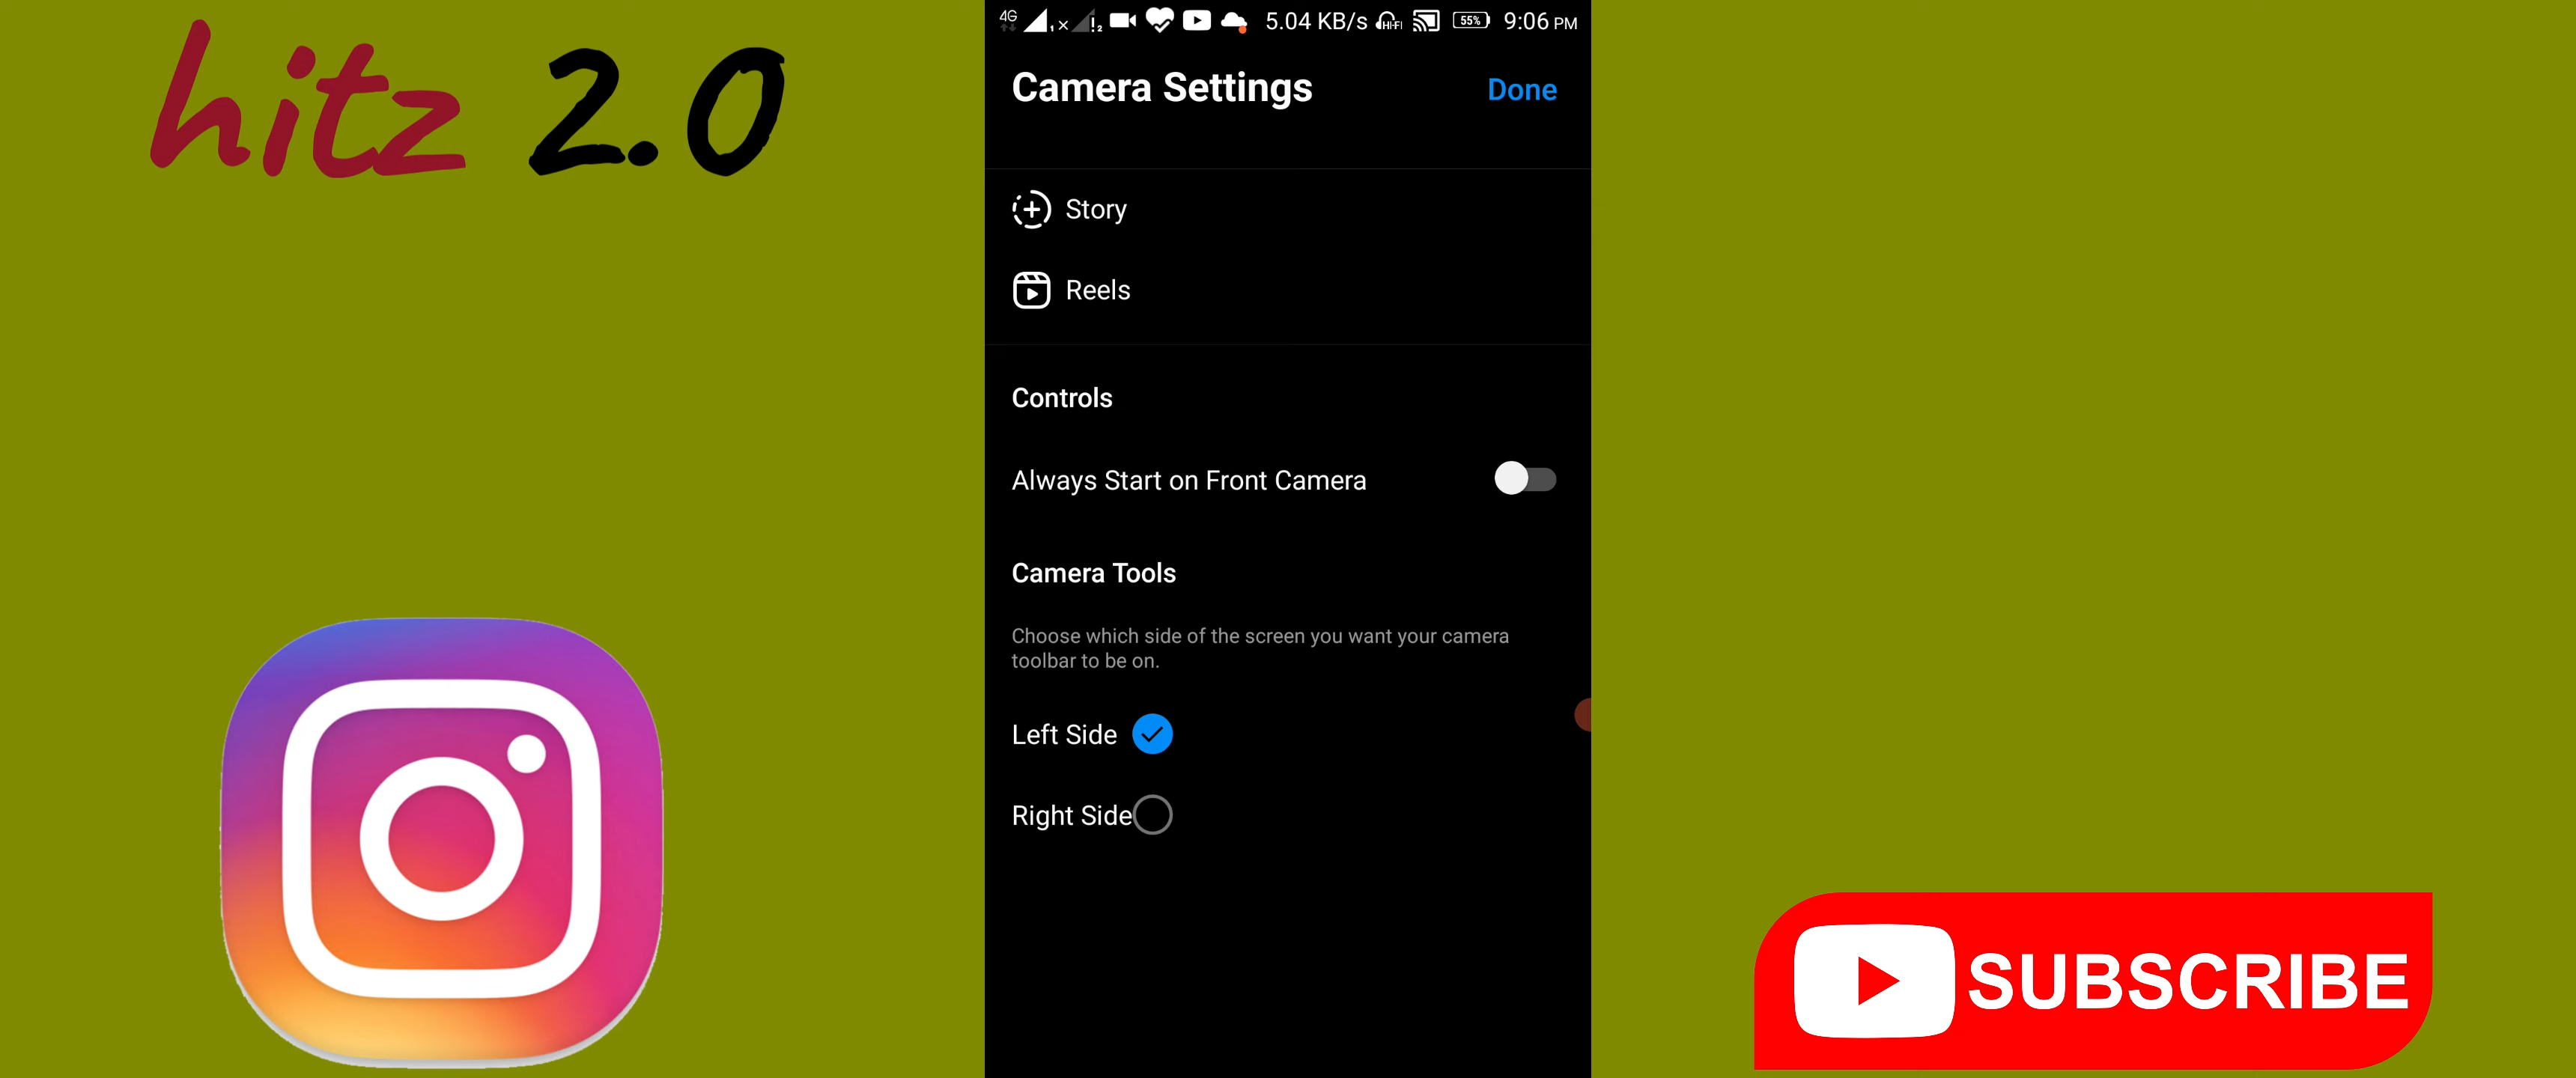 hitz 2.0
4G 5.04 KB/s HI-FI 55% 9:06 PM
Camera Settings
Done
Story
Reels
Controls
Always Start on Front Camera
Camera Tools
Choose which side of the screen you want your camera
toolbar to be on.
Left Side
Right Side
SUBSCRIBE